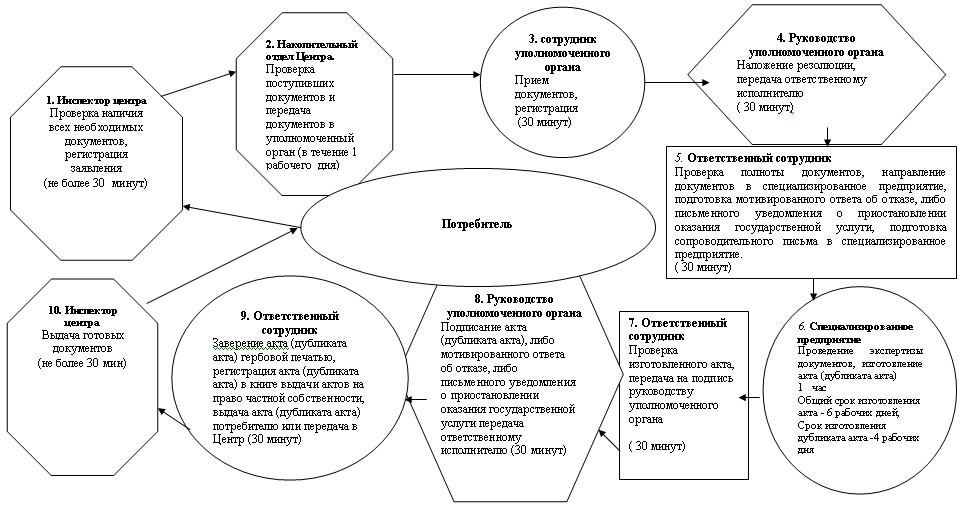 1. Инспектор центра
Проверка наличия
всех необходимых
документов,
регистрация
заявления
(не более 30 минут)
2. Накопительный
отдел Центра.
Проверка
поступивших
документов и
передача
документов в
уполномоченный
орган (в течение 1
рабочего дня)
3. сотрудник
уполномоченного
органа
Прием
документов,
регистрация
(30 минут)
4. Руководство
уполномоченного органа
Наложение резолюции,
передача ответственному
исполнителю
( 30 минут)
5. Ответственный сотрудник
Проверка полноты документов, направление
документов в специализированное предприятие,
подготовка мотивированного ответа об отказе, либо
письменного уведомления о приостановлении
оказания государственной услуги, подготовка
сопроводительного письма в специализированное
предприятие.
( 30 минут)
Потребитель
6. Специализированное
предприятие
Проведение экспертизы
документов, изготовление
акта (дубликата акта)
1 час
Общий срок изготовления
акта - 6 рабочих дней,
Срок изготовления
дубликата акта -4 рабочих
дня
7. Ответственный
сотрудник
Проверка
изготовленного акта,
передача на подпись
руководству
уполномоченного
органа
( 30 минут)
8. Руководство
уполномоченного органа
Подписание акта
(дубликата акта), либо
мотивированного ответа
об отказе, либо
письменного уведомления
о приостановлении
оказания государственной
услуги передача
ответственному
исполнителю (30 минут)
9. Ответственный
сотрудник
Заверение акта (дубликата
акта) гербовой печатью,
регистрация акта (дубликата
акта) в книге выдачи актов на
право частной собственности,
выдача акта (дубликата акта)
потребителю или передача в
Центр (30 минут)
10. Инспектор
центра
Выдача готовых
документов
(не более 30 мин)